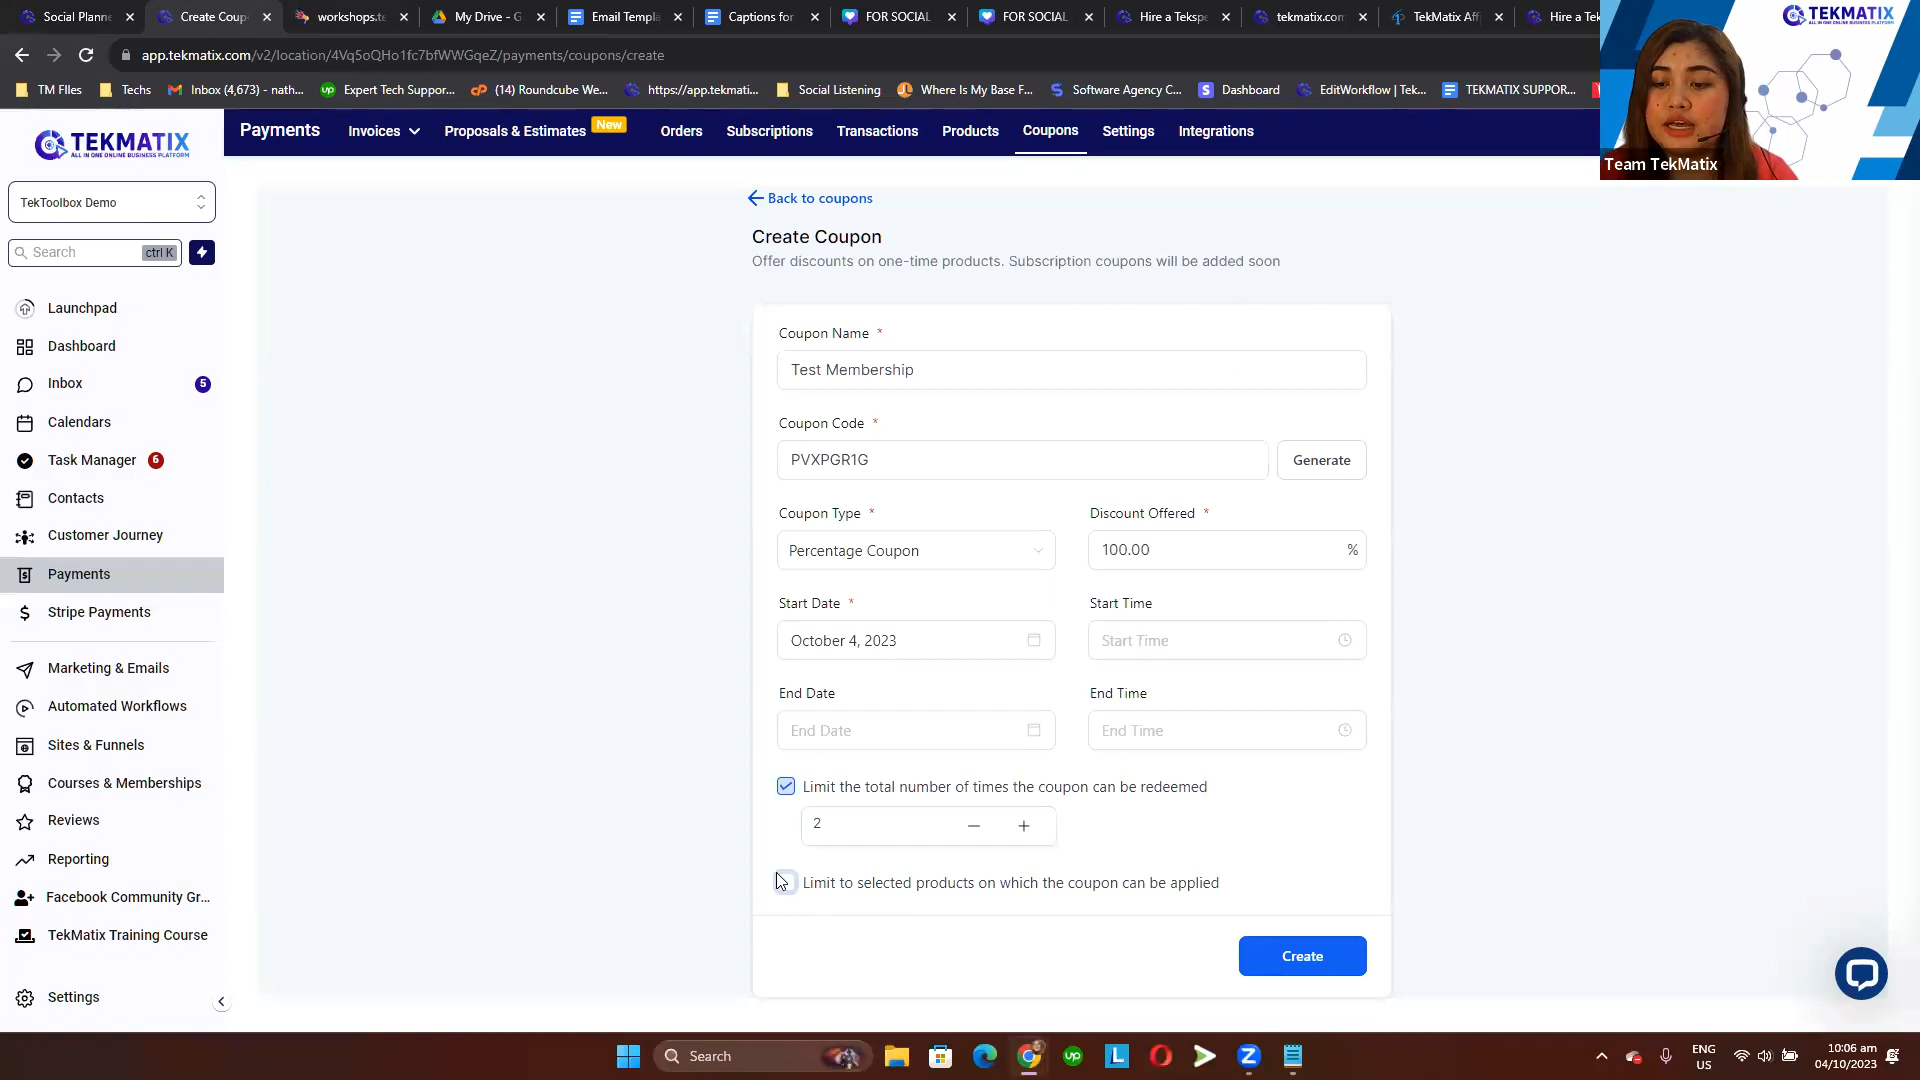 Social Planne
Create Coup
workshops.te
My Drive - G
Email Templa
Captions for
FOR SOCIAL
FOR SOCIAL
Hire a Tekspe
tekmatix.com
TekMatix Aff
Hire a Tek
app.tekmatix.com/v2/location/4Vq5oQHo1fc7bfWWGqeZ/payments/coupons/create
TM FIles
Techs
Inbox (4,673) - nath...
Expert Tech Suppor...
(14) Roundcube We...
https://app.tekmati...
Social Listening
Where Is My Base F...
Software Agency C...
Dashboard
EditWorkflow | Tek...
TEKMATIX SUPPOR...
TEKMATIX
ALL IN ONE ONLINE BUSINESS PLATFORM
Team TekMatix
TEKMATIX
ALL IN ONE ONLINE BUSINESS PLATFORM
Payments
Invoices
Proposals & Estimates
New
Orders
Subscriptions
Transactions
Products
Coupons
Settings
Integrations
TekToolbox Demo
Search
ctrl K
Launchpad
Dashboard
Inbox
5
Calendars
Task Manager
6
Contacts
Customer Journey
Payments
Stripe Payments
Marketing & Emails
Automated Workflows
Sites & Funnels
Courses & Memberships
Reviews
Reporting
Facebook Community Gr...
TekMatix Training Course
Settings
Back to coupons
Create Coupon
Offer discounts on one-time products. Subscription coupons will be added soon
Coupon Name *
Test Membership
Coupon Code *
PVXPGR1G
Generate
Coupon Type *
Discount Offered *
Percentage Coupon
100.00
%
Start Date *
Start Time
October 4, 2023
Start Time
End Date
End Time
End Date
End Time
Limit the total number of times the coupon can be redeemed
2
Limit to selected products on which the coupon can be applied
Create
Search
up
L
Z
ENG
US
10:06 am
04/10/2023